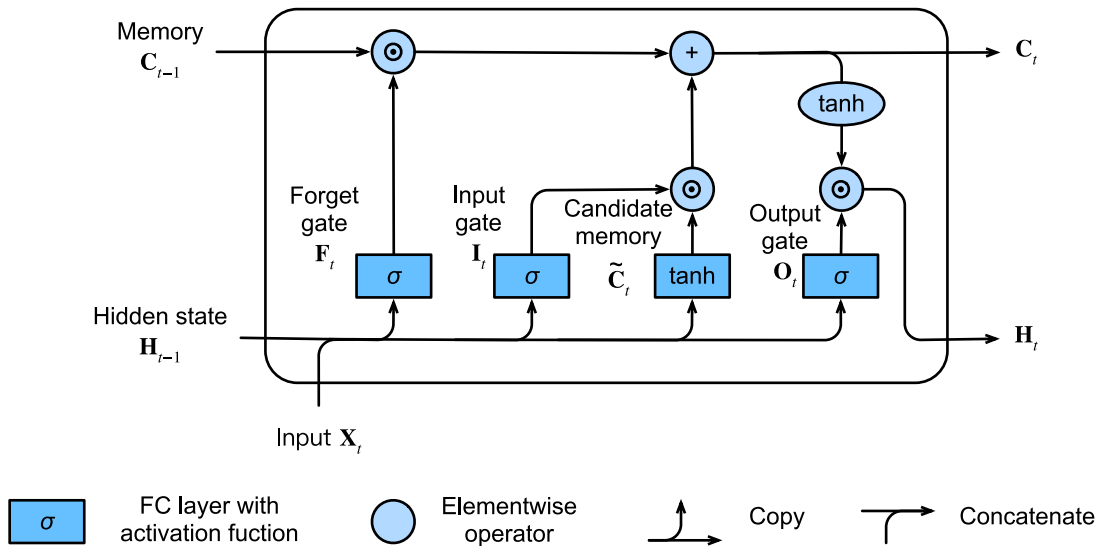 Memory
C_{t−1}
⊙
+
C_t
tanh
Forget
gate
F_t
Input
gate
I_t
⊙
Candidate
memory
C̃_t
Output
gate
O_t
⊙
σ
σ
tanh
σ
Hidden state
H_{t−1}
H_t
Input X_t
σ
FC layer with
activation fuction
Elementwise
operator
Copy
Concatenate